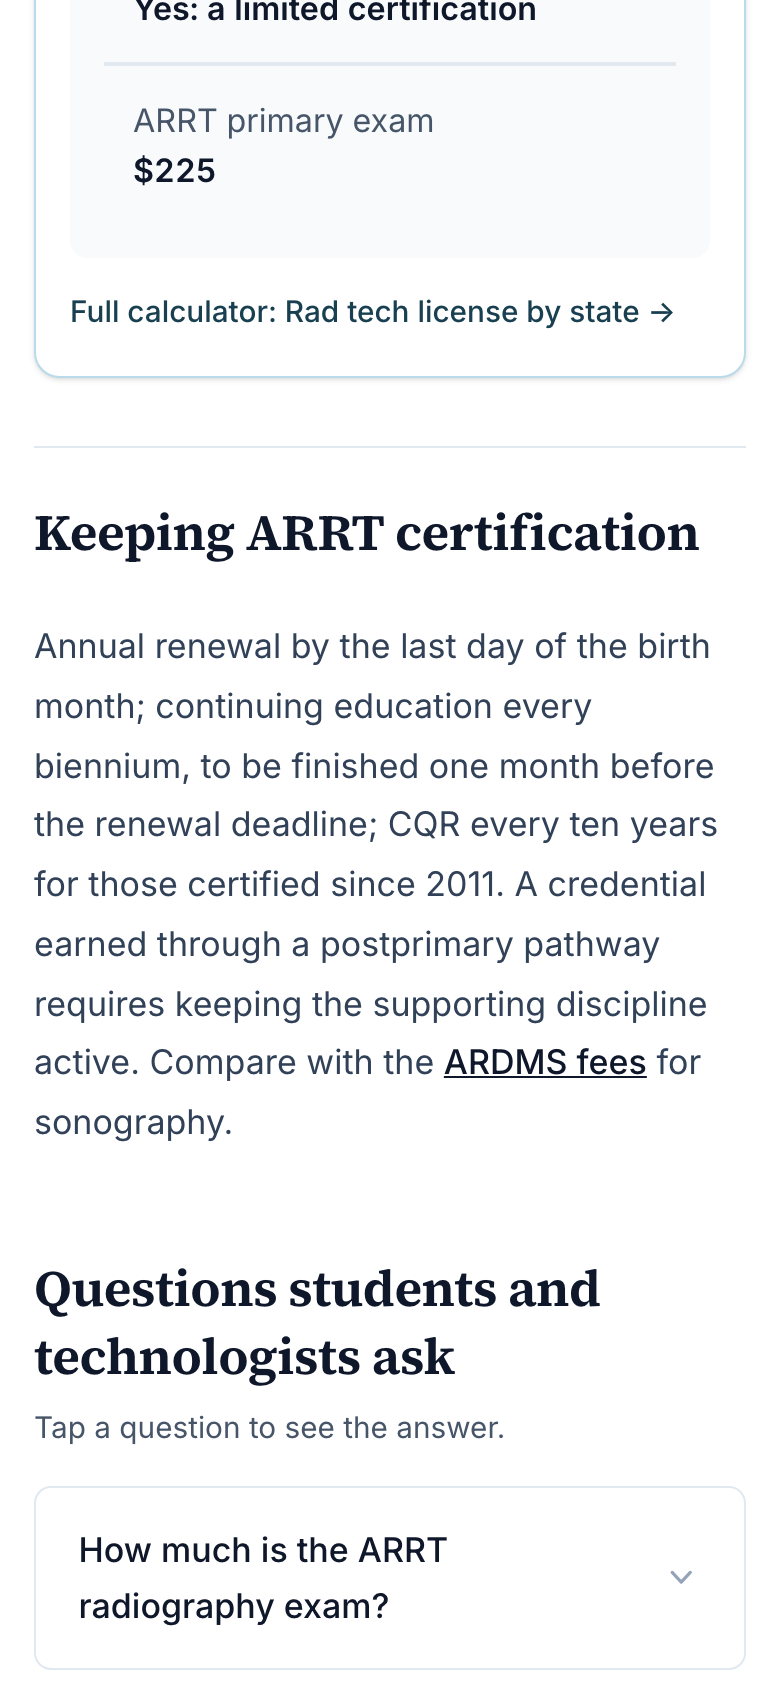 Yes: a limited certification
ARRT primary exam
$225
Full calculator: Rad tech license by state →
Keeping ARRT certification
Annual renewal by the last day of the birth
month; continuing education every
biennium, to be finished one month before
the renewal deadline; CQR every ten years
for those certified since 2011. A credential
earned through a postprimary pathway
requires keeping the supporting discipline
active. Compare with the ARDMS fees for
sonography.
Questions students and
technologists ask
Tap a question to see the answer.
How much is the ARRT
radiography exam?